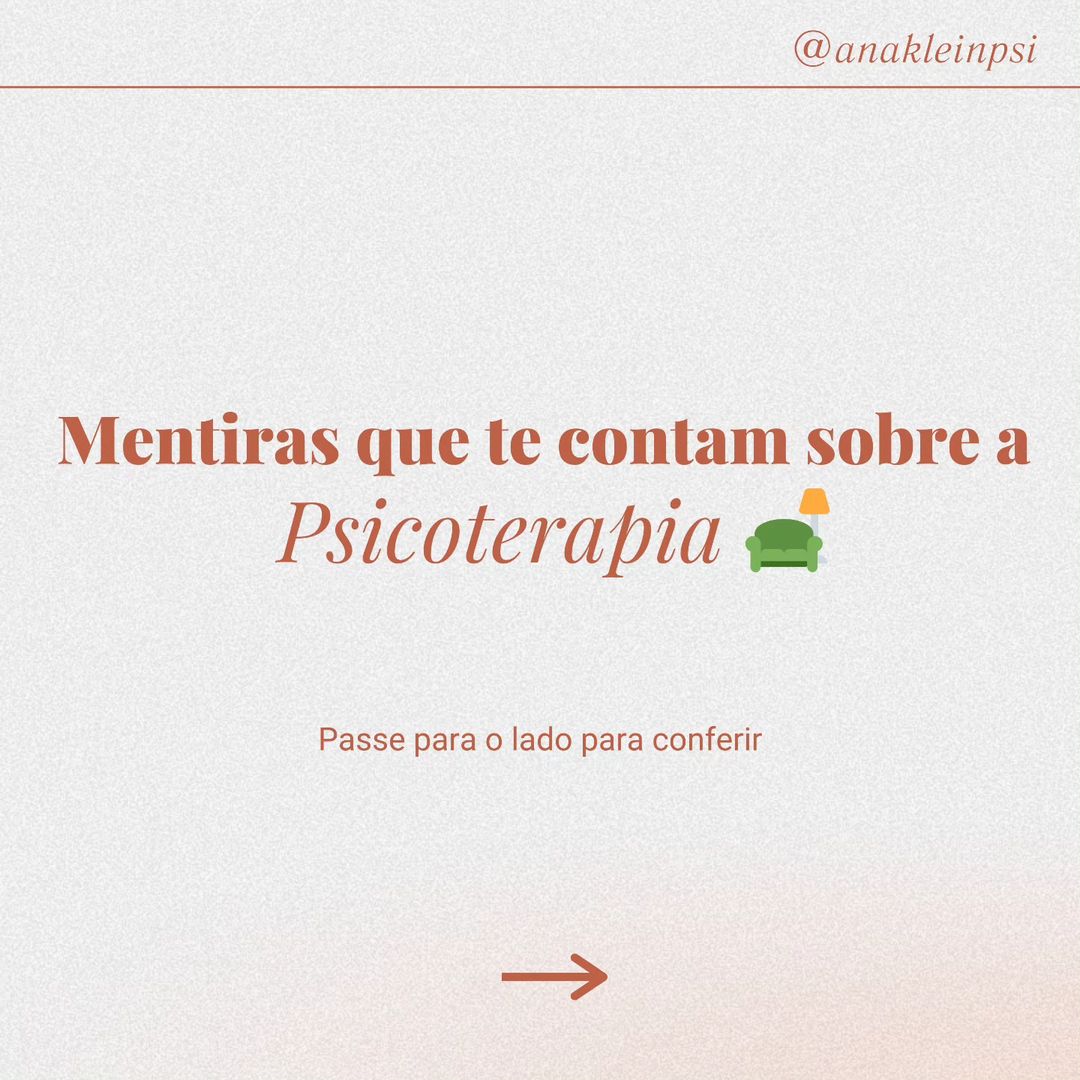 @anakleinpsi
Mentiras que te contam sobre a
Psicoterapia
Passe para o lado para conferir